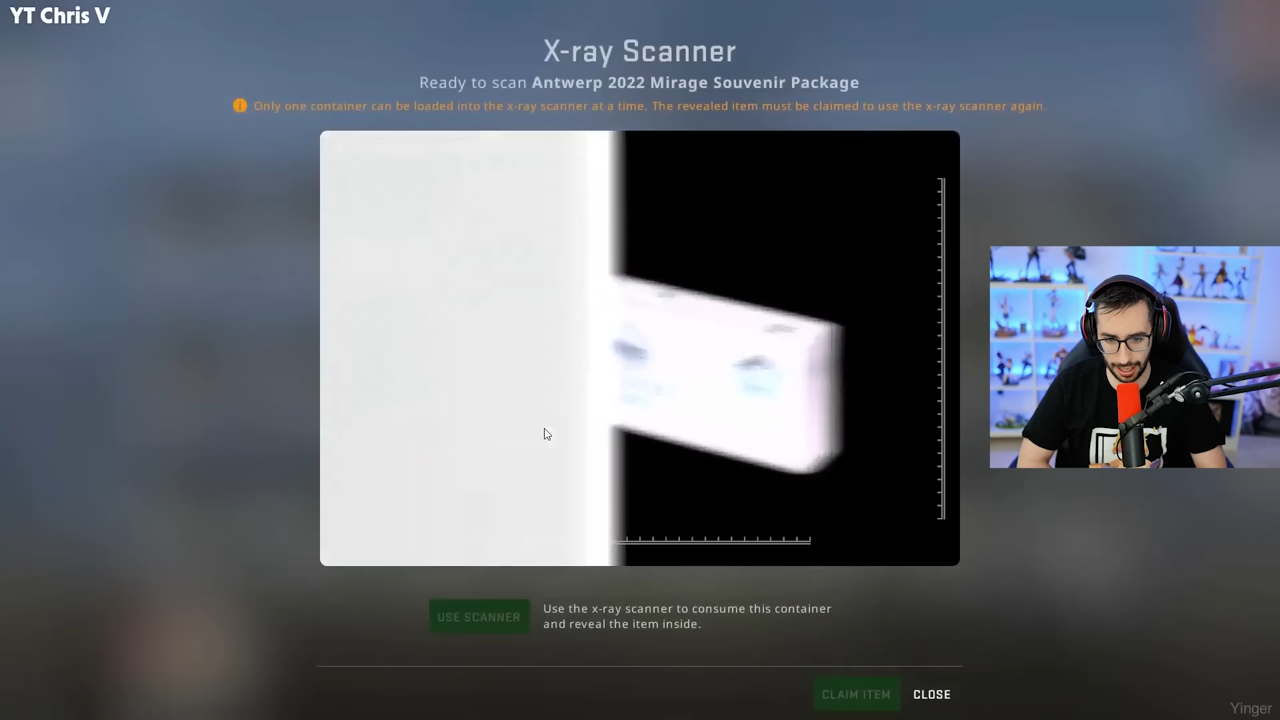 YT Chris V
X-ray Scanner
Ready to scan Antwerp 2022 Mirage Souvenir Package
Only one container can be loaded into the x-ray scanner at a time. The revealed item must be claimed to use the x-ray scanner again.
USE SCANNER
Use the x-ray scanner to consume this container
and reveal the item inside.
CLAIM ITEM
CLOSE
Yinger